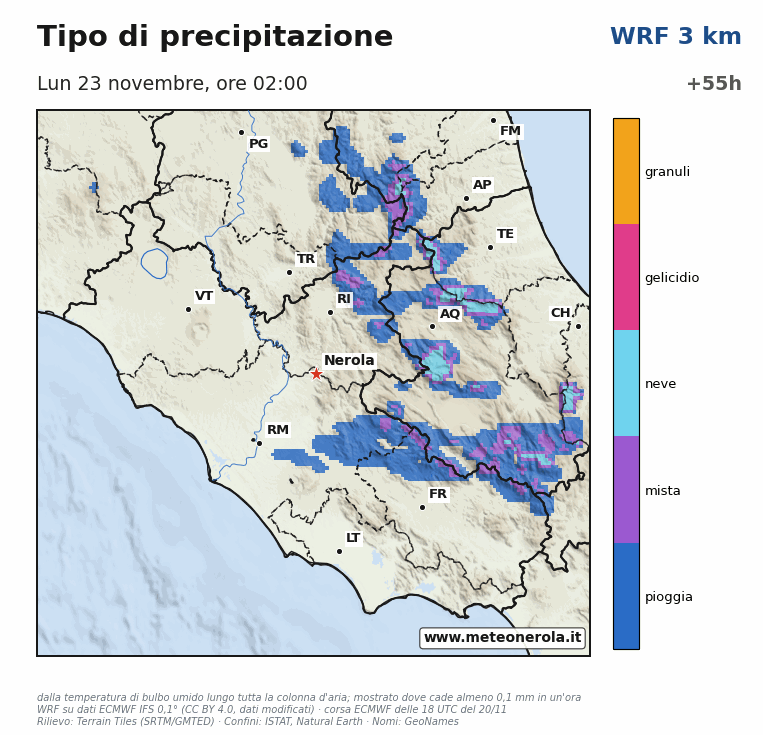 Tipo di precipitazione
WRF 3 km
Lun 23 novembre, ore 02:00
+55h
FM
PG
AP
TE
TR
VT
RI
AQ
CH
Nerola
RM
FR
LT
www.meteonerola.it
granuli
gelicidio
neve
mista
pioggia
dalla temperatura di bulbo umido lungo tutta la colonna d'aria; mostrato dove cade almeno 0,1 mm in un'ora
WRF su dati ECMWF IFS 0,1° (CC BY 4.0, dati modificati) · corsa ECMWF delle 18 UTC del 20/11
Rilievo: Terrain Tiles (SRTM/GMTED) · Confini: ISTAT, Natural Earth · Nomi: GeoNames